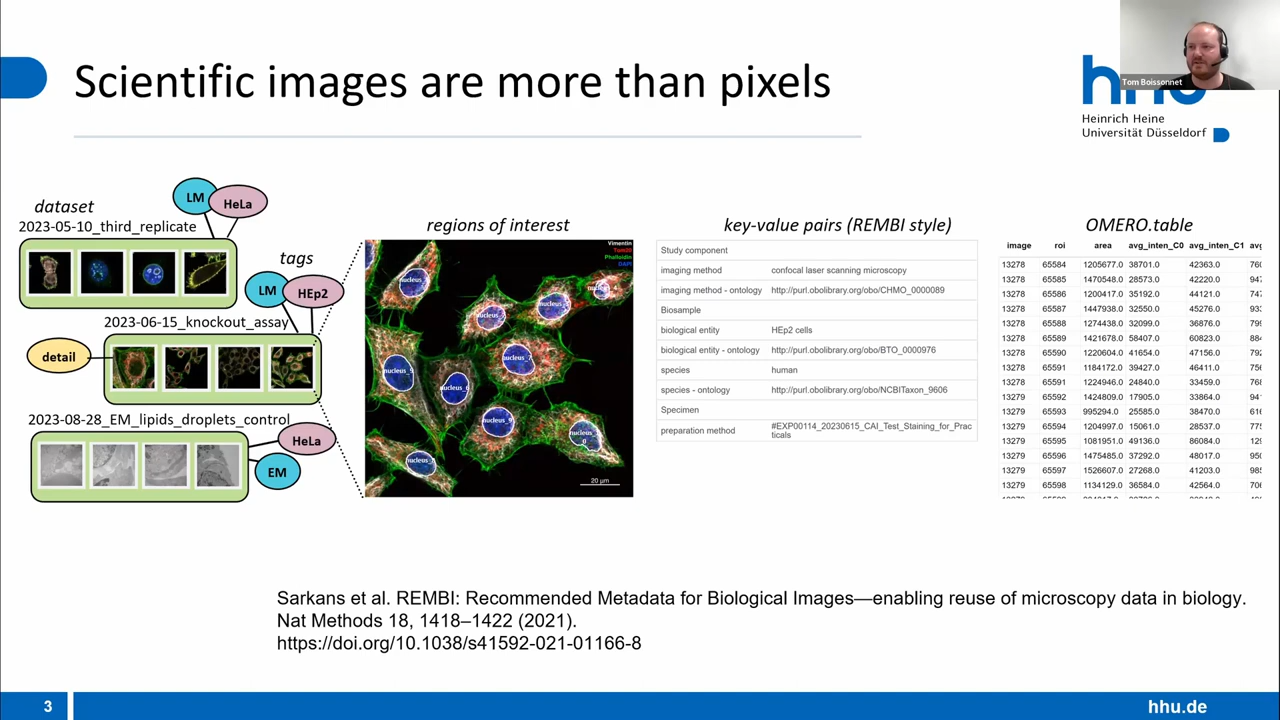 Scientific images are more than pixels
Tom Boissonnet
Heinrich Heine
Universität Düsseldorf
dataset
LM
HeLa
2023-05-10_third_replicate
tags
LM
HEp2
2023-06-15_knockout_assay
detail
2023-08-28_EM_lipids_droplets_control
HeLa
EM
regions of interest
Vimentin
Tom20
Phalloidin
DAPI
20 µm
key-value pairs (REMBI style)
Study component
imaging method confocal laser scanning microscopy
imaging method - ontology http://purl.obolibrary.org/obo/CHMO_0000089
Biosample
biological entity HEp2 cells
biological entity - ontology http://purl.obolibrary.org/obo/BTO_0000976
species human
species - ontology http://purl.obolibrary.org/obo/NCBITaxon_9606
Specimen
preparation method #EXP00114_20230615_CAI_Test_Staining_for_Prac
ticals
OMERO.table
image roi area avg_inten_C0 avg_inten_C1 avg
13278 65584 1205677.0 38701.0 42363.0
13278 65585 1470548.0 28573.0 42220.0
13278 65586 1200417.0 35192.0 44121.0
13278 65587 1447938.0 32550.0 45276.0
13278 65588 1274438.0 32099.0 36876.0
13278 65589 1421678.0 58407.0 60823.0
13278 65590 1220604.0 41654.0 47156.0
13278 65591 1184172.0 39427.0 46411.0
13278 65591 1224946.0 24840.0 33459.0
13278 65592 1424809.0 17905.0 33864.0
13279 65593 995294.0 25585.0 38470.0
13279 65594 1204997.0 15061.0 28537.0
13279 65595 1081951.0 49136.0 86084.0
13279 65596 1475485.0 37292.0 48017.0
13279 65597 1526607.0 27268.0 41203.0
13279 65598 1134129.0 36584.0 42564.0
Sarkans et al. REMBI: Recommended Metadata for Biological Images—enabling reuse of microscopy data in biology.
Nat Methods 18, 1418–1422 (2021).
https://doi.org/10.1038/s41592-021-01166-8
3
hhu.de